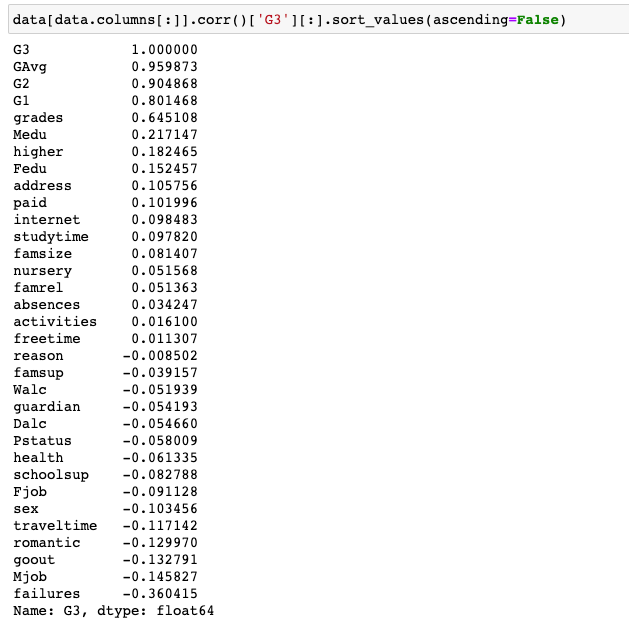 data[data.columns[:]].corr()['G3'][:].sort_values(ascending=False)
G3 1.000000
GAvg 0.959873
G2 0.904868
G1 0.801468
grades 0.645108
Medu 0.217147
higher 0.182465
Fedu 0.152457
address 0.105756
paid 0.101996
internet 0.098483
studytime 0.097820
famsize 0.081407
nursery 0.051568
famrel 0.051363
absences 0.034247
activities 0.016100
freetime 0.011307
reason -0.008502
famsup -0.039157
Walc -0.051939
guardian -0.054193
Dalc -0.054660
Pstatus -0.058009
health -0.061335
schoolsup -0.082788
Fjob -0.091128
sex -0.103456
traveltime -0.117142
romantic -0.129970
goout -0.132791
Mjob -0.145827
failures -0.360415
Name: G3, dtype: float64